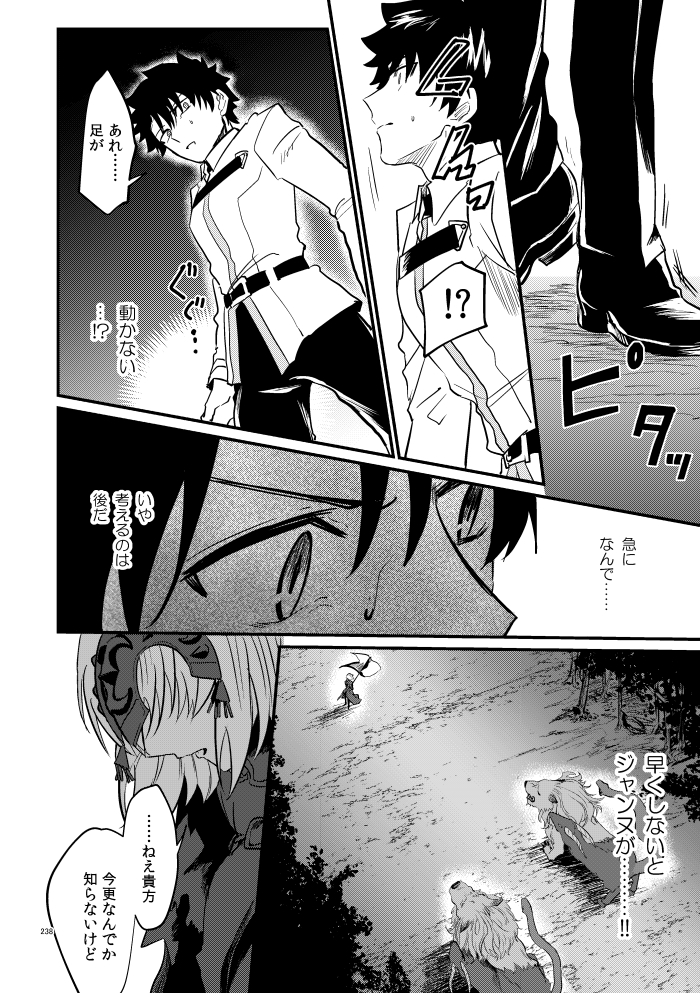 ピタッ
!?
あれ……
足が
ぐぐ…
動かない
…!?
急に
なんで……
いや
考えるのは
後だ
早くしないと
ジャンヌが…………!!
……ねえ貴方
今更なんでか
知らないけど
238